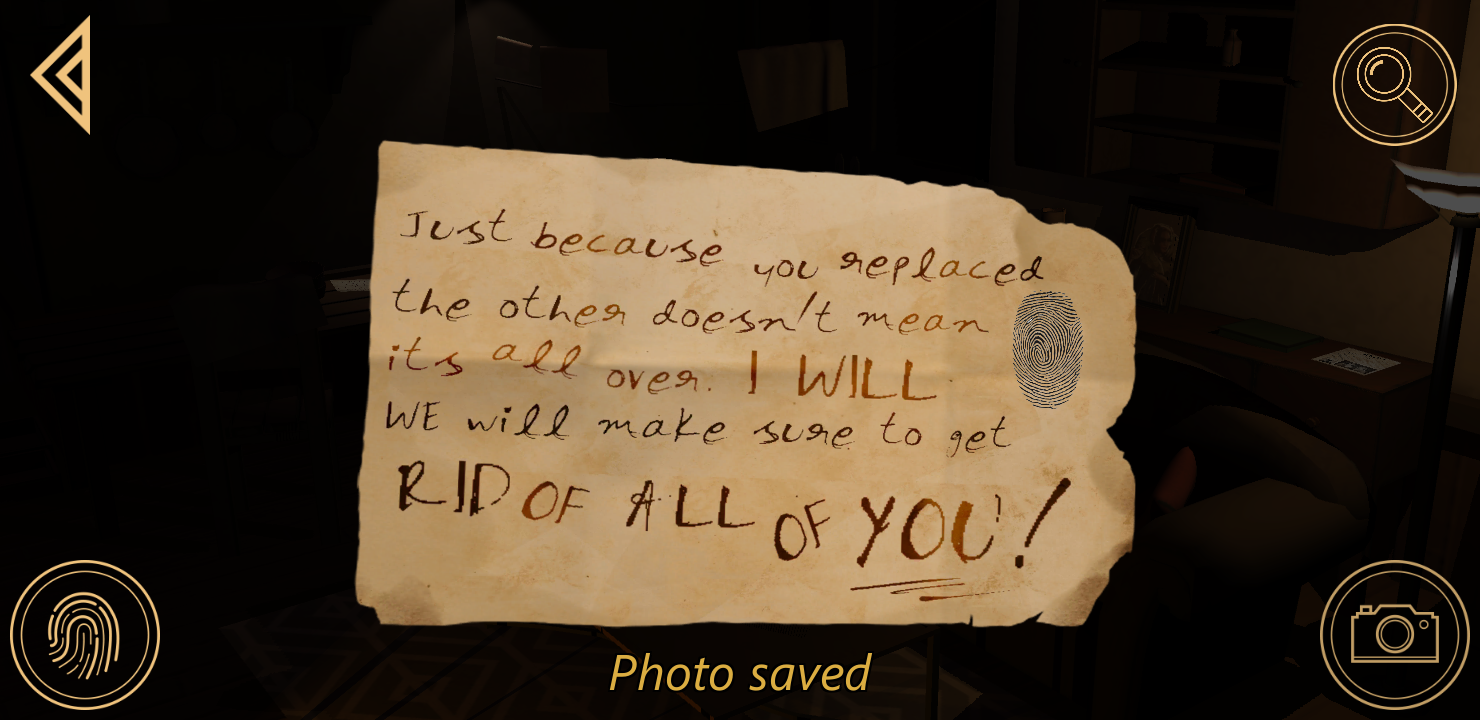 Just because you replaced
the other doesn't mean
its all over. I WILL
WE will make sure to get
RID OF ALL OF YOU!
Photo saved